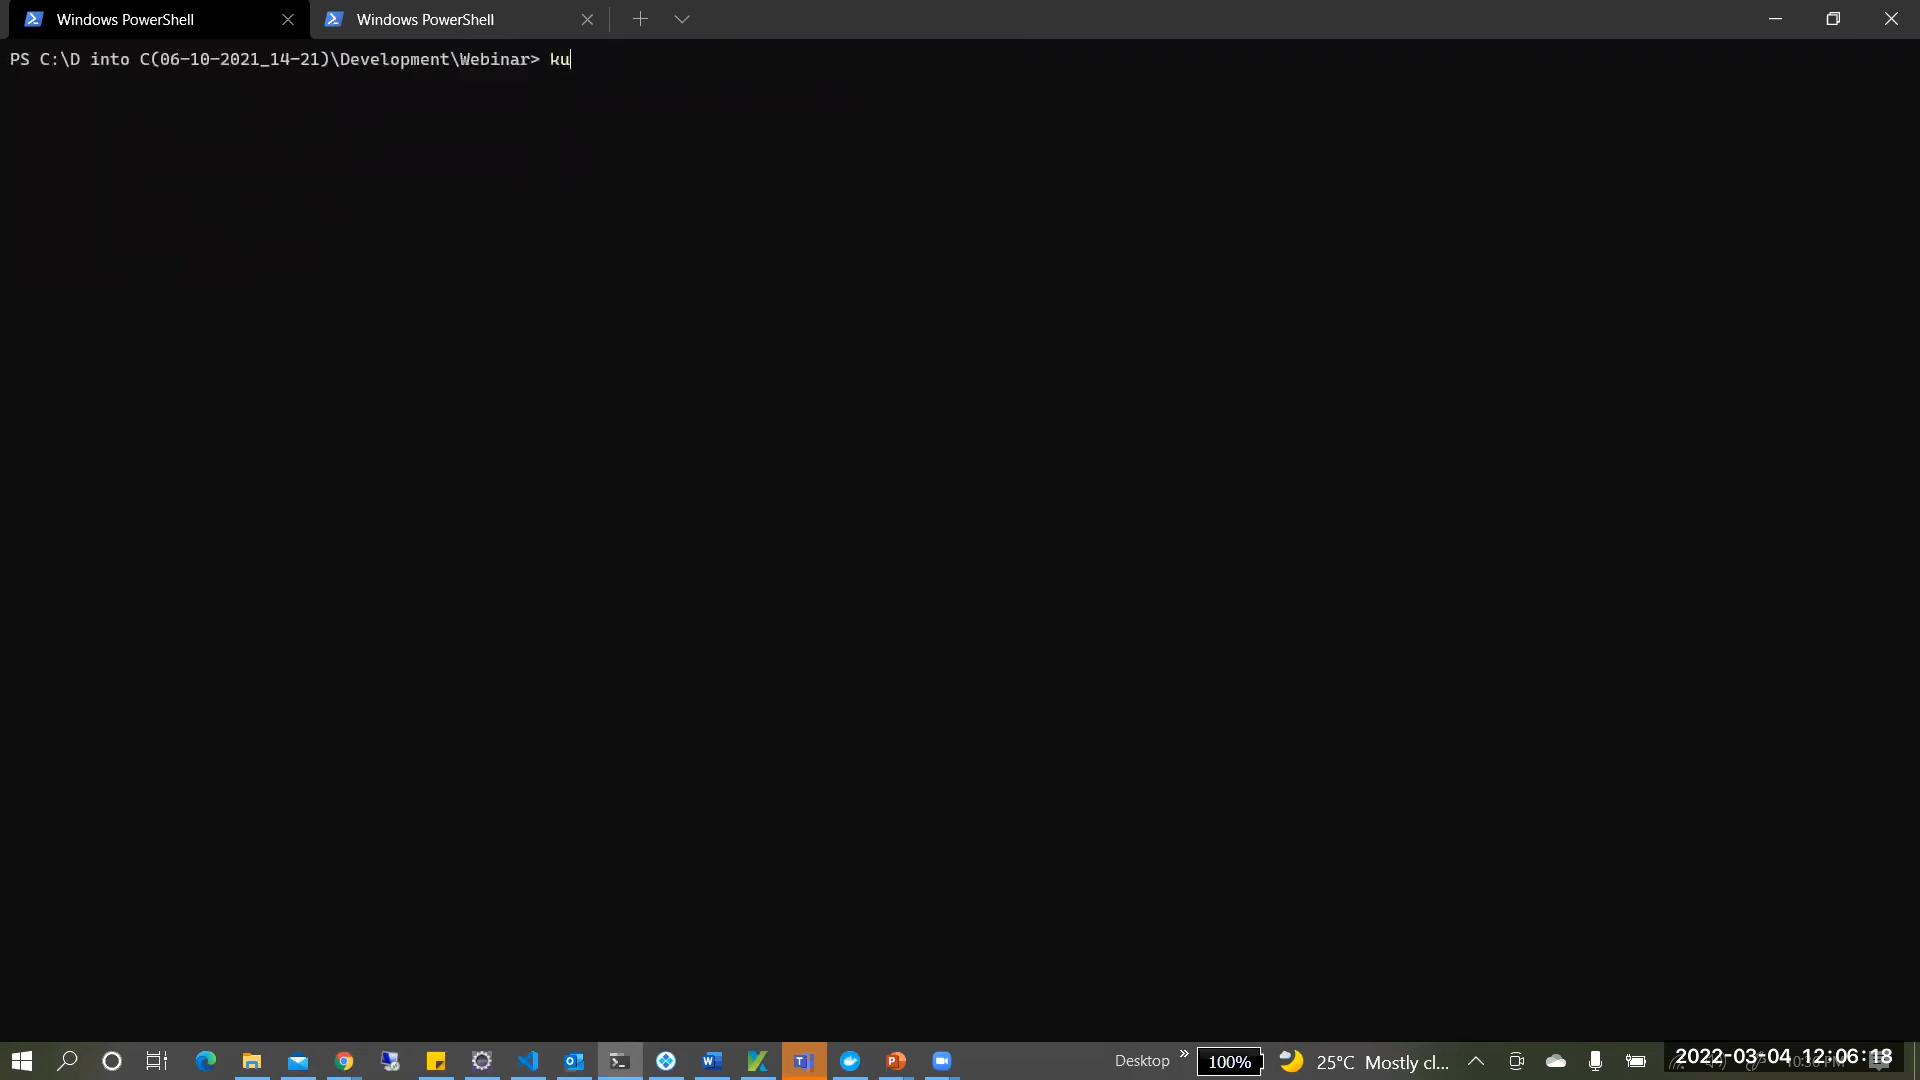 Windows PowerShell
Windows PowerShell
PS C:\D into C(06-10-2021_14-21)\Development\Webinar> ku
Desktop
100%
25°C Mostly cl...
2022-03-04 12:06:18